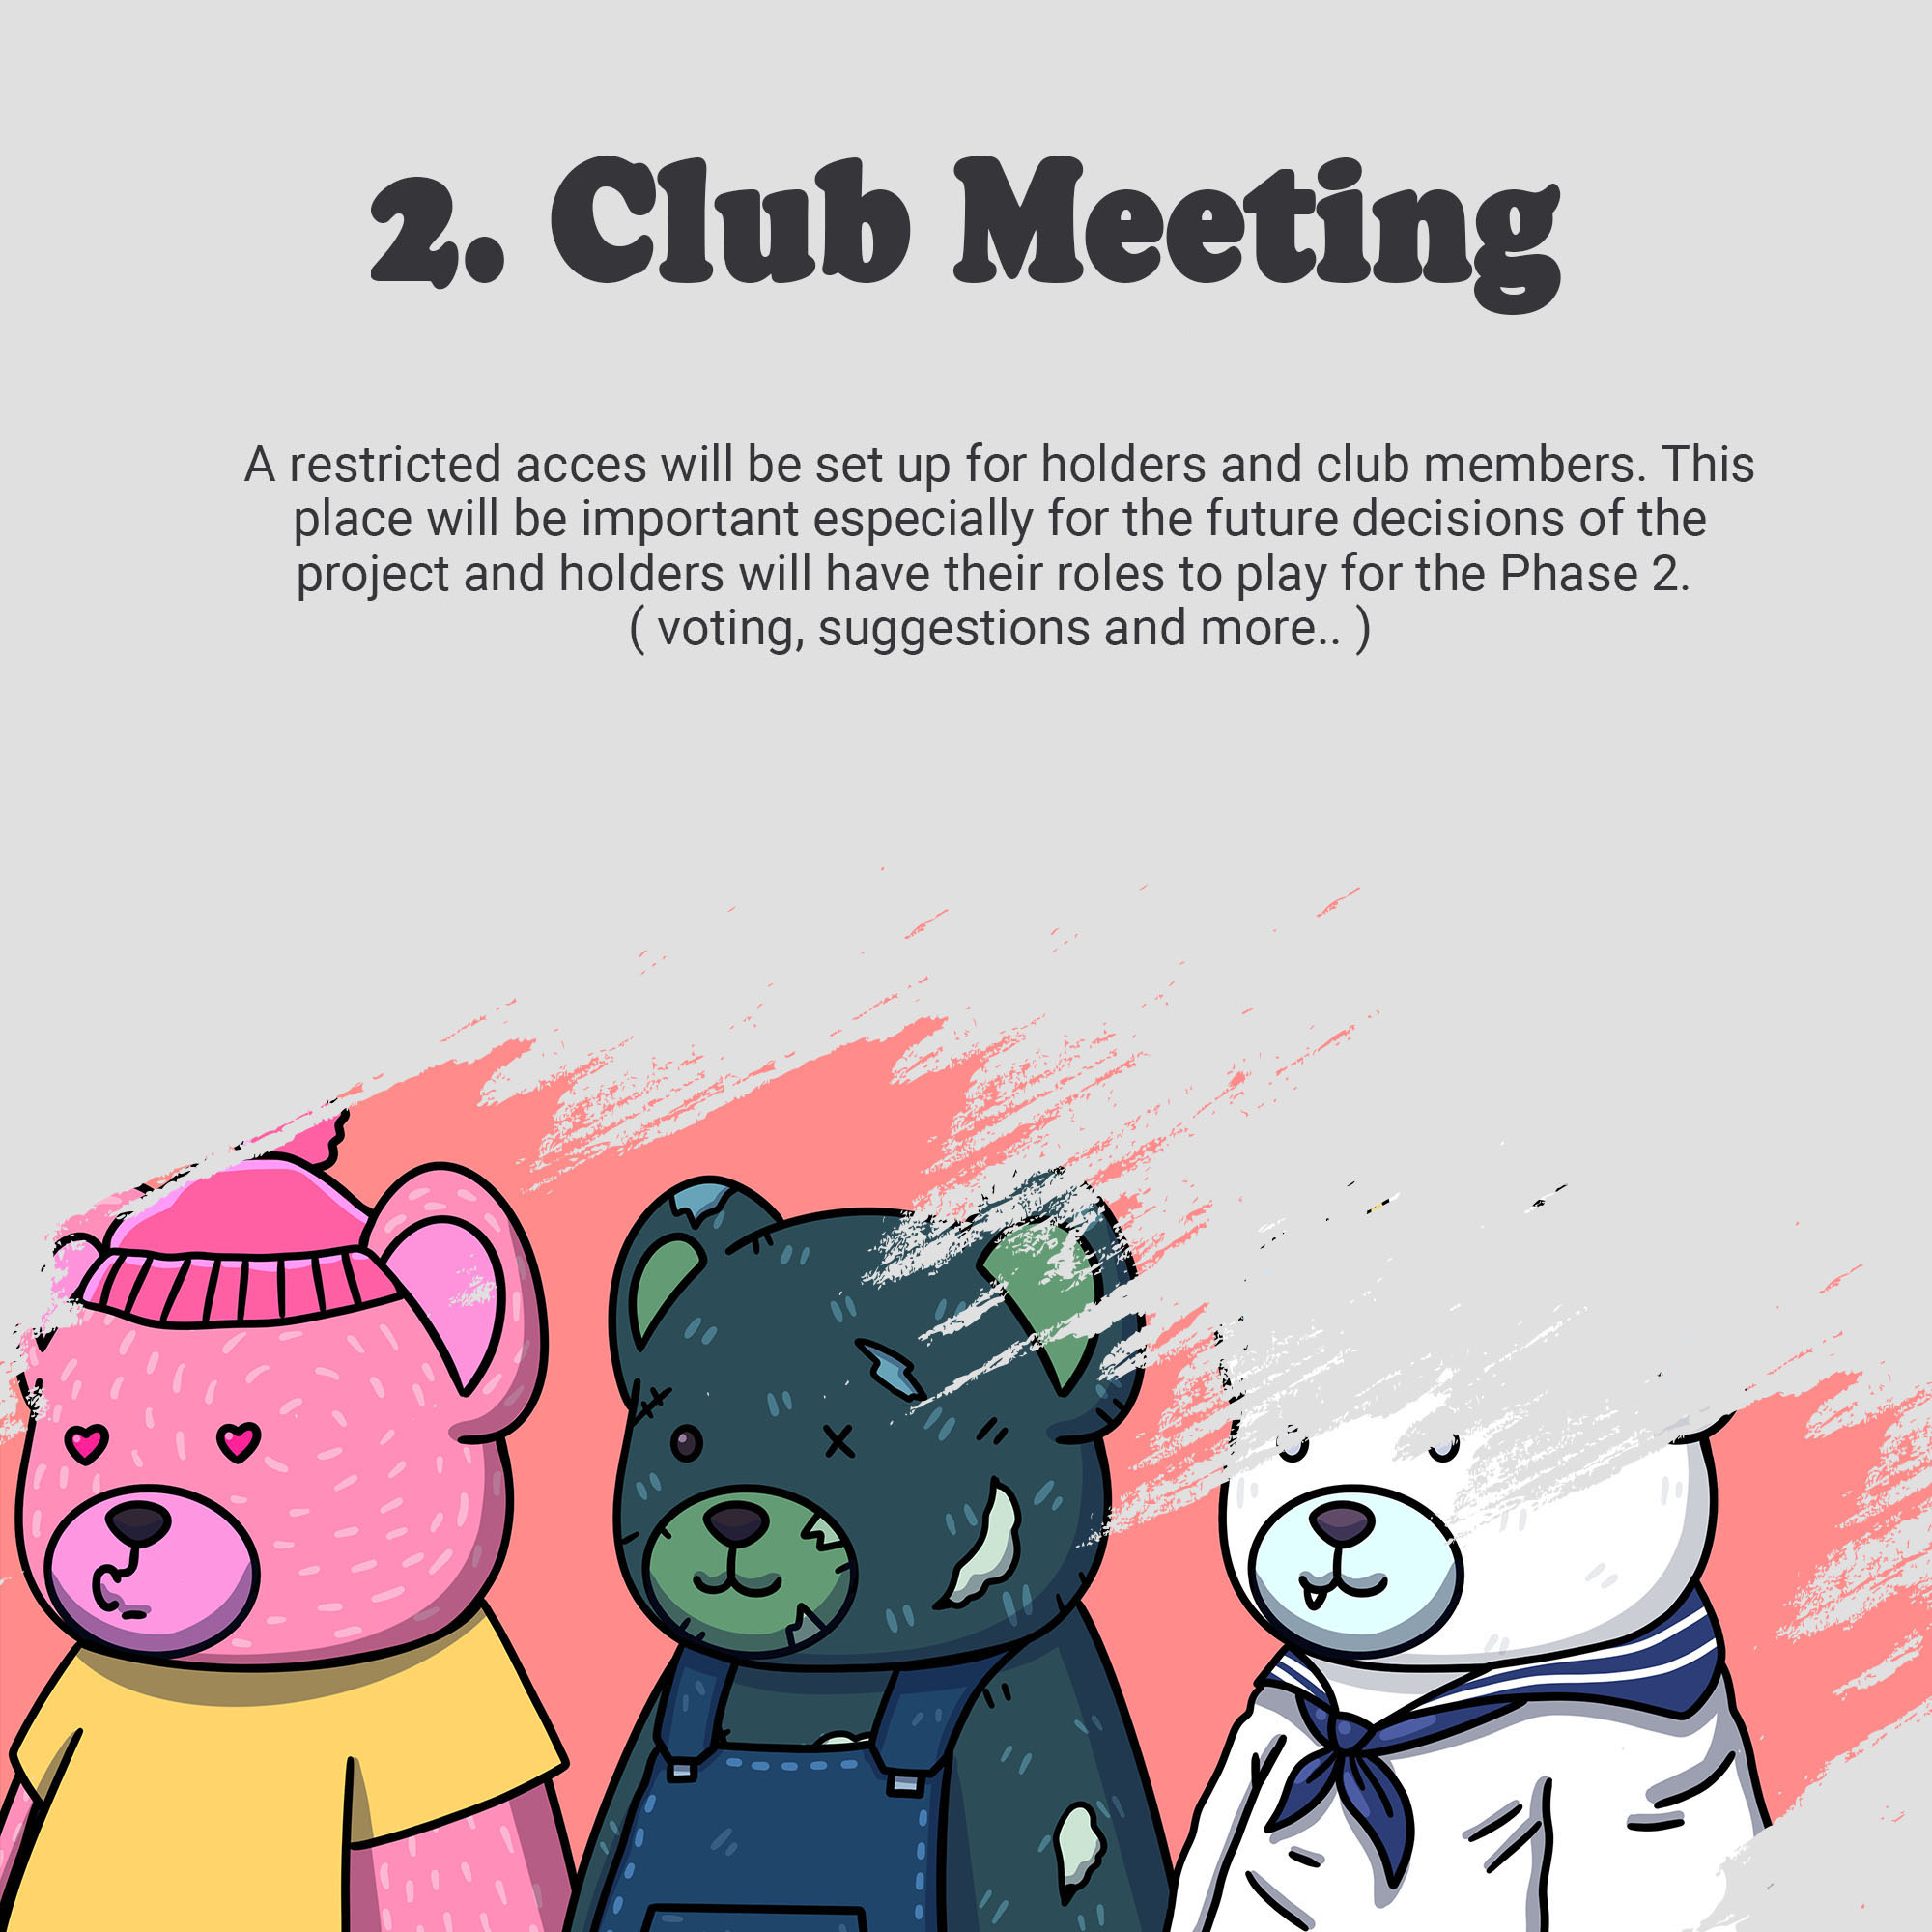 2. Club Meeting
A restricted acces will be set up for holders and club members. This
place will be important especially for the future decisions of the
project and holders will have their roles to play for the Phase 2.
( voting, suggestions and more.. )